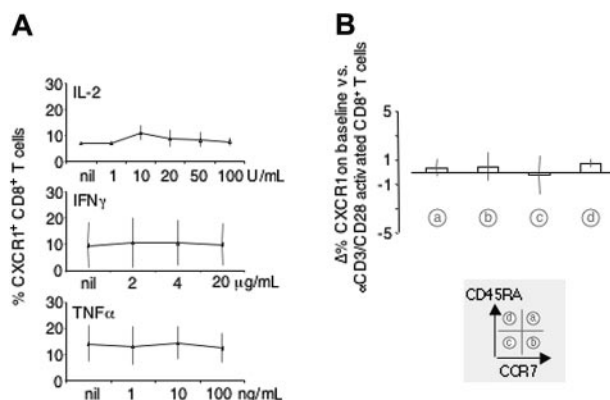 A
% CXCR1⁺ CD8⁺ T cells
30
IL-2
20
10
0
nil 1 10 20 50 100 U/mL
30
IFNγ
20
10
0
nil 2 4 20 μg/mL
30
TNFα
20
10
0
nil 1 10 100 ng/mL
B
Δ% CXCR1 on baseline vs.
αCD3/CD28 activated CD8⁺ T cells
5
1
-1
-5
a b c d
CD45RA
d a
c b
CCR7